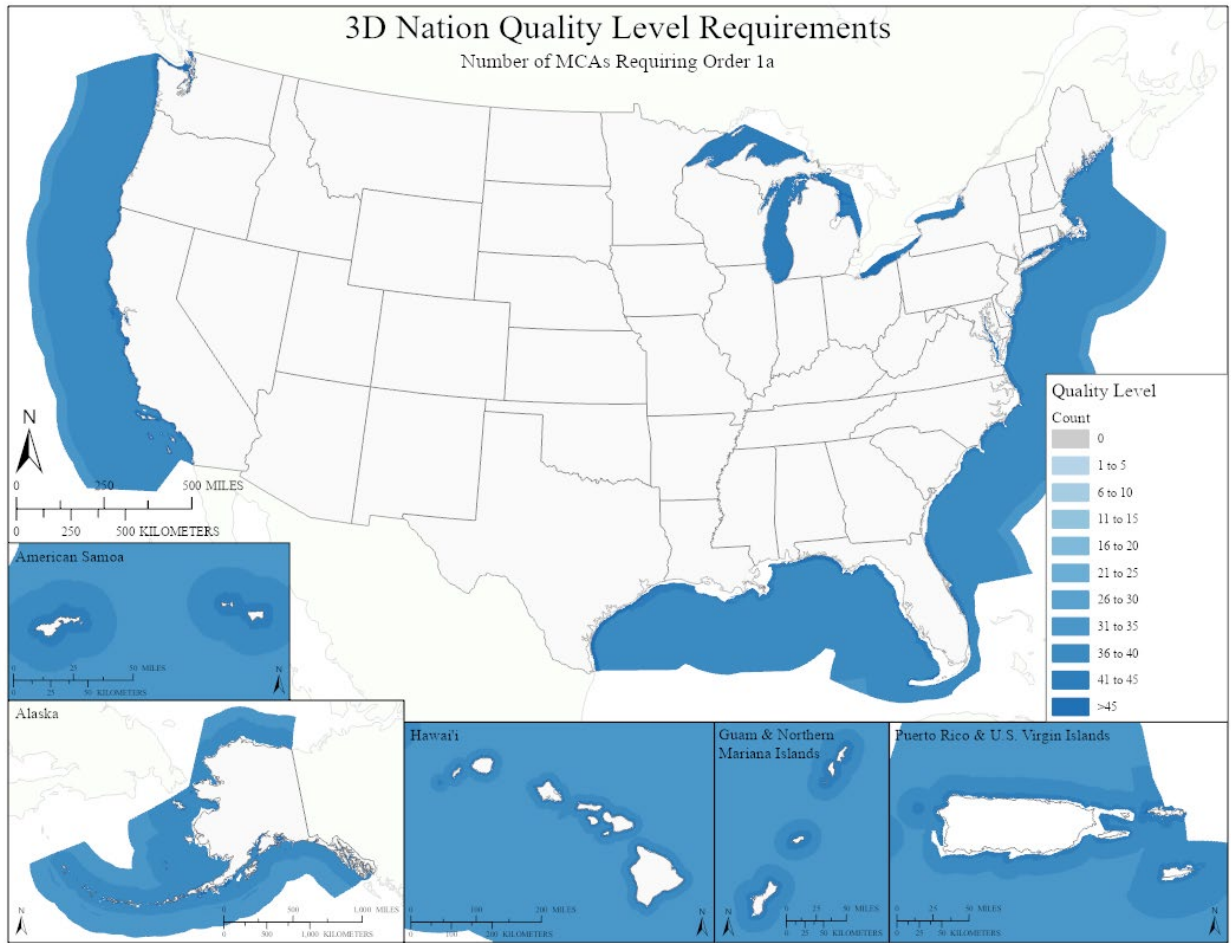 3D Nation Quality Level Requirements
Number of MCAs Requiring Order 1a
N
0 250 500 MILES
0 250 500 KILOMETERS
Quality Level
Count
0
1 to 5
6 to 10
11 to 15
16 to 20
21 to 25
26 to 30
31 to 35
36 to 40
41 to 45
>45
American Samoa
0 25 50 MILES
0 25 50 KILOMETERS
N
Alaska
0 500 1,000 MILES
0 500 1,000 KILOMETERS
N
Hawai'i
0 100 200 MILES
0 100 200 KILOMETERS
N
Guam & Northern
Mariana Islands
0 25 50 MILES
0 25 50 KILOMETERS
N
Puerto Rico & U.S. Virgin Islands
0 25 50 MILES
0 25 50 KILOMETERS
N